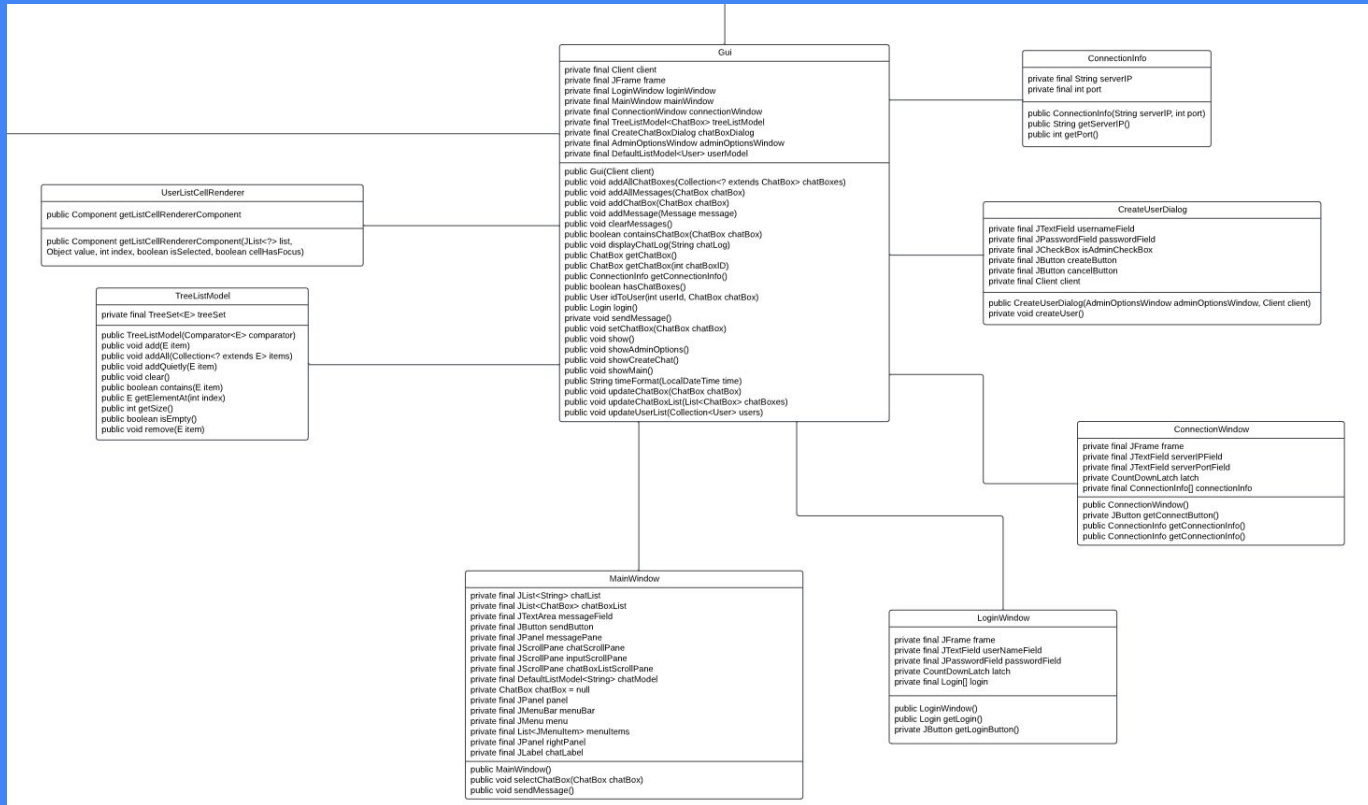 Gui
private final Client client
private final JFrame frame
private final LoginWindow loginWindow
private final MainWindow mainWindow
private final ConnectionWindow connectionWindow
private final TreeListModel<ChatBox> treeListModel
private final CreateChatBoxDialog chatBoxDialog
private final AdminOptionsWindow adminOptionsWindow
private final DefaultListModel<User> userModel
public Gui(Client client)
public void addAllChatBoxes(Collection<? extends ChatBox> chatBoxes)
public void addAllMessages(ChatBox chatBox)
public void addChatBox(ChatBox chatBox)
public void addMessage(Message message)
public void clearMessages()
public boolean containsChatBox(ChatBox chatBox)
public void displayChatLog(String chatLog)
public ChatBox getChatBox()
public ChatBox getChatBox(int chatBoxID)
public ConnectionInfo getConnectionInfo()
public boolean hasChatBoxes()
public User idToUser(int userId, ChatBox chatBox)
public Login login()
private void sendMessage()
public void setChatBox(ChatBox chatBox)
public void show()
public void showAdminOptions()
public void showCreateChat()
public void showMain()
public String timeFormat(LocalDateTime time)
public void updateChatBox(ChatBox chatBox)
public void updateChatBoxList(List<ChatBox> chatBoxes)
public void updateUserList(Collection<User> users)
ConnectionInfo
private final String serverIP
private final int port
public ConnectionInfo(String serverIP, int port)
public String getServerIP()
public int getPort()
UserListCellRenderer
public Component getListCellRendererComponent
public Component getListCellRendererComponent(JList<?> list,
Object value, int index, boolean isSelected, boolean cellHasFocus)
CreateUserDialog
private final JTextField usernameField
private final JPasswordField passwordField
private final JCheckBox isAdminCheckBox
private final JButton createButton
private final JButton cancelButton
private final Client client
public CreateUserDialog(AdminOptionsWindow adminOptionsWindow, Client client)
private void createUser()
TreeListModel
private final TreeSet<E> treeSet
public TreeListModel(Comparator<E> comparator)
public void add(E item)
public void addAll(Collection<? extends E> items)
public void addQuietly(E item)
public void clear()
public boolean contains(E item)
public E getElementAt(int index)
public int getSize()
public boolean isEmpty()
public void remove(E item)
ConnectionWindow
private final JFrame frame
private final JTextField serverIPField
private final JTextField serverPortField
private CountDownLatch latch
private final ConnectionInfo[] connectionInfo
public ConnectionWindow()
private JButton getConnectButton()
public ConnectionInfo getConnectionInfo()
public ConnectionInfo getConnectionInfo()
MainWindow
private final JList<String> chatList
private final JList<ChatBox> chatBoxList
private final JTextArea messageField
private final JButton sendButton
private final JPanel messagePane
private final JScrollPane chatScrollPane
private final JScrollPane inputScrollPane
private final JScrollPane chatBoxListScrollPane
private final DefaultListModel<String> chatModel
private ChatBox chatBox = null
private final JPanel panel
private final JMenuBar menuBar
private final JMenu menu
private final List<JMenuItem> menuItems
private final JPanel rightPanel
private final JLabel chatLabel
public MainWindow()
public void selectChatBox(ChatBox chatBox)
public void sendMessage()
LoginWindow
private final JFrame frame
private final JTextField userNameField
private final JPasswordField passwordField
private CountDownLatch latch
private final Login[] login
public LoginWindow()
public Login getLogin()
private JButton getLoginButton()